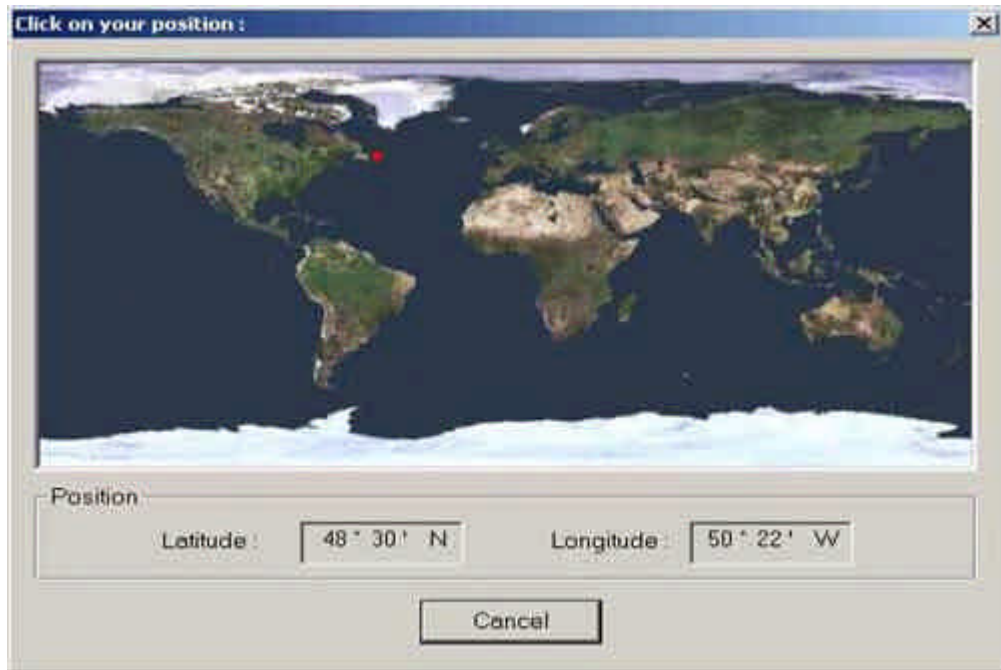 Click on your position :
Position
Latitude : 48 ° 30 ' N Longitude : 50 ° 22 ' W
Cancel